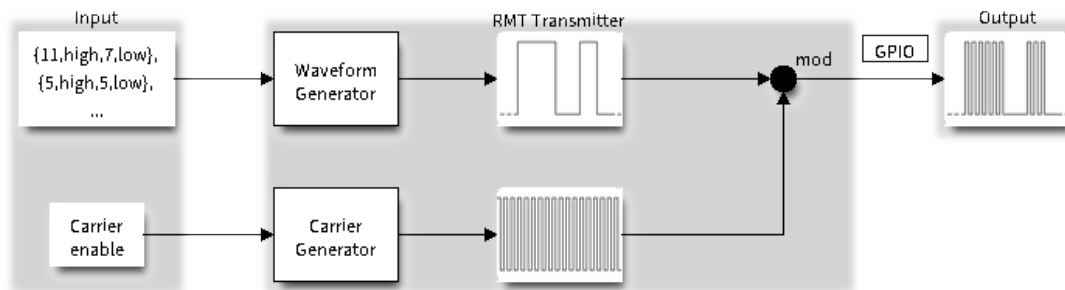 Input
RMT Transmitter
Output
{11,high,7,low},
{5,high,5,low},
...
Waveform
Generator
mod
GPIO
Carrier
enable
Carrier
Generator